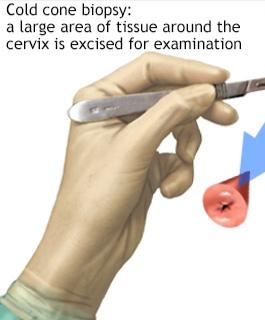 Cold cone biopsy:
a large area of tissue around the
cervix is excised for examination